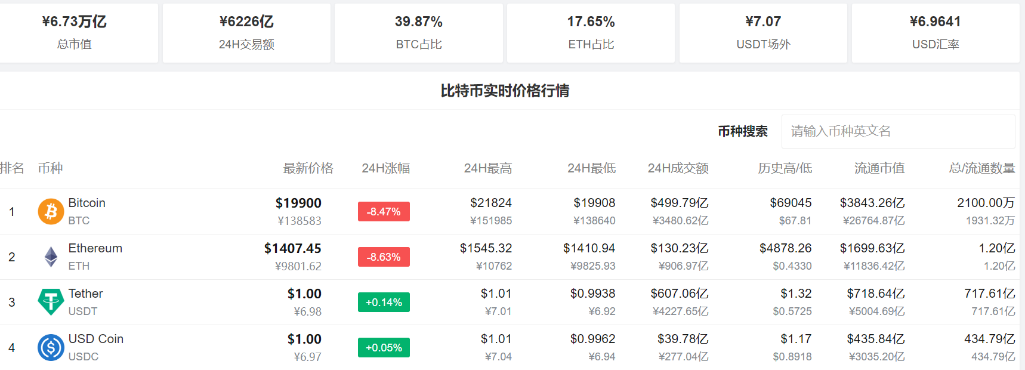 ¥6.73万亿 ¥6226亿 39.87% 17.65% ¥7.07 ¥6.9641
总市值 24H交易额 BTC占比 ETH占比 USDT场外 USD汇率
比特币实时价格行情
币种搜索 请输入币种英文名
排名 币种 最新价格 24H涨幅 24H最高 24H最低 24H成交额 历史高/低 流通市值 总/流通数量
1 Bitcoin $19900 -8.47% $21824 $19908 $499.79亿 $69045 $3843.26亿 2100.00万
BTC ¥138583 ¥151985 ¥138640 ¥3480.62亿 $67.81 ¥26764.87亿 1931.32万
2 Ethereum $1407.45 -8.63% $1545.32 $1410.94 $130.23亿 $4878.26 $1699.63亿 1.20亿
ETH ¥9801.62 ¥10762 ¥9825.93 ¥906.97亿 $0.4330 ¥11836.42亿 1.20亿
3 Tether $1.00 +0.14% $1.01 $0.9938 $607.06亿 $1.32 $718.64亿 717.61亿
USDT ¥6.98 ¥7.01 ¥6.92 ¥4227.65亿 $0.5725 ¥5004.69亿 717.61亿
4 USD Coin $1.00 +0.05% $1.01 $0.9962 $39.78亿 $1.17 $435.84亿 434.79亿
USDC ¥6.97 ¥7.04 ¥6.94 ¥277.04亿 $0.8918 ¥3035.20亿 434.79亿